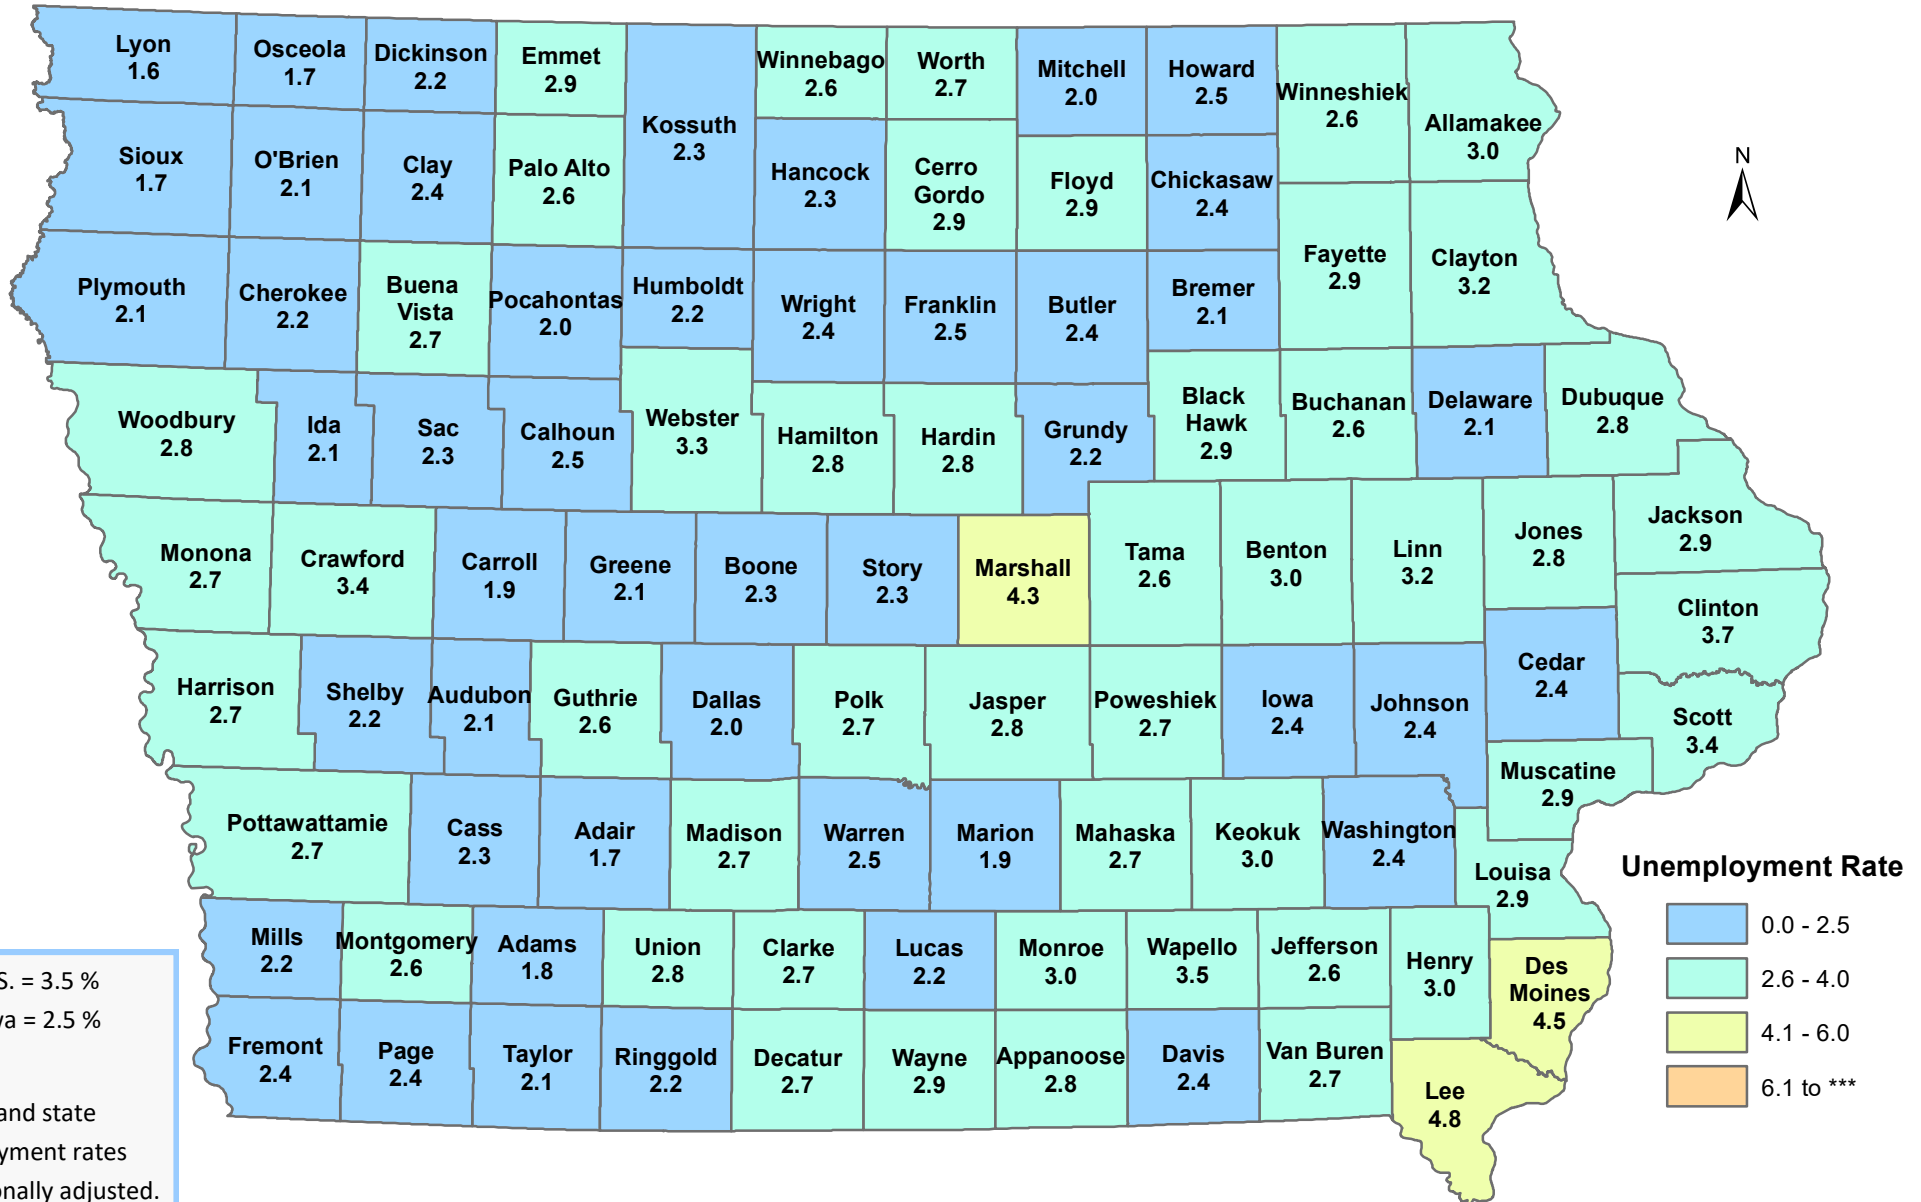 Lyon
1.6
Osceola
1.7
Dickinson
2.2
Emmet
2.9
Kossuth
2.3
Winnebago
2.6
Worth
2.7
Mitchell
2.0
Howard
2.5
Winneshiek
2.6
Allamakee
3.0
N
Sioux
1.7
O'Brien
2.1
Clay
2.4
Palo Alto
2.6
Hancock
2.3
Cerro
Gordo
2.9
Floyd
2.9
Chickasaw
2.4
Plymouth
2.1
Cherokee
2.2
Buena
Vista
2.7
Pocahontas
2.0
Humboldt
2.2
Wright
2.4
Franklin
2.5
Butler
2.4
Bremer
2.1
Fayette
2.9
Clayton
3.2
Woodbury
2.8
Ida
2.1
Sac
2.3
Calhoun
2.5
Webster
3.3
Hamilton
2.8
Hardin
2.8
Grundy
2.2
Black
Hawk
2.9
Buchanan
2.6
Delaware
2.1
Dubuque
2.8
Monona
2.7
Crawford
3.4
Carroll
1.9
Greene
2.1
Boone
2.3
Story
2.3
Marshall
4.3
Tama
2.6
Benton
3.0
Linn
3.2
Jones
2.8
Jackson
2.9
Clinton
3.7
Harrison
2.7
Shelby
2.2
Audubon
2.1
Guthrie
2.6
Dallas
2.0
Polk
2.7
Jasper
2.8
Poweshiek
2.7
Iowa
2.4
Johnson
2.4
Cedar
2.4
Scott
3.4
Muscatine
2.9
Pottawattamie
2.7
Cass
2.3
Adair
1.7
Madison
2.7
Warren
2.5
Marion
1.9
Mahaska
2.7
Keokuk
3.0
Washington
2.4
Louisa
2.9
Mills
2.2
Montgomery
2.6
Adams
1.8
Union
2.8
Clarke
2.7
Lucas
2.2
Monroe
3.0
Wapello
3.5
Jefferson
2.6
Henry
3.0
Des
Moines
4.5
Fremont
2.4
Page
2.4
Taylor
2.1
Ringgold
2.2
Decatur
2.7
Wayne
2.9
Appanoose
2.8
Davis
2.4
Van Buren
2.7
Lee
4.8
Unemployment Rate
0.0 - 2.5
2.6 - 4.0
4.1 - 6.0
6.1 to ***
S. = 3.5 %
= 2.5 %
and state
yment rates
onally adjusted.